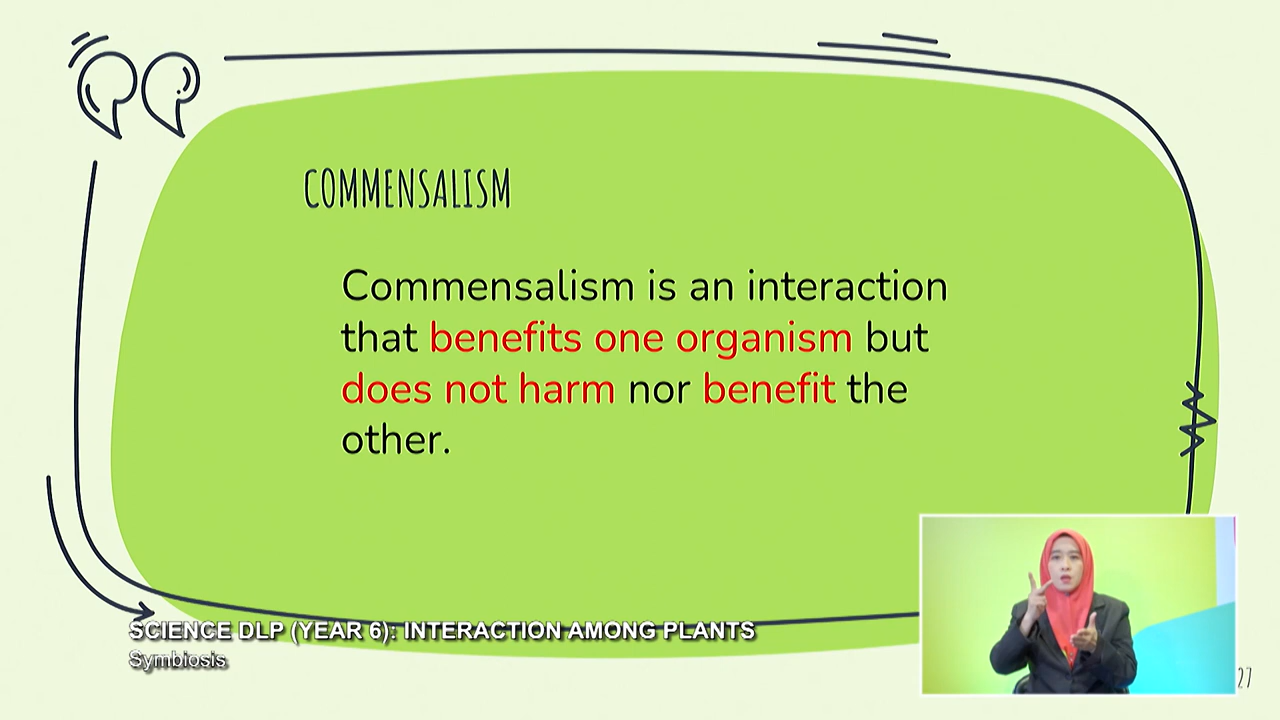 COMMENSALISM
Commensalism is an interaction
that benefits one organism but
does not harm nor benefit the
other.
SCIENCE DLP (YEAR 6): INTERACTION AMONG PLANTS
Symbiosis
27